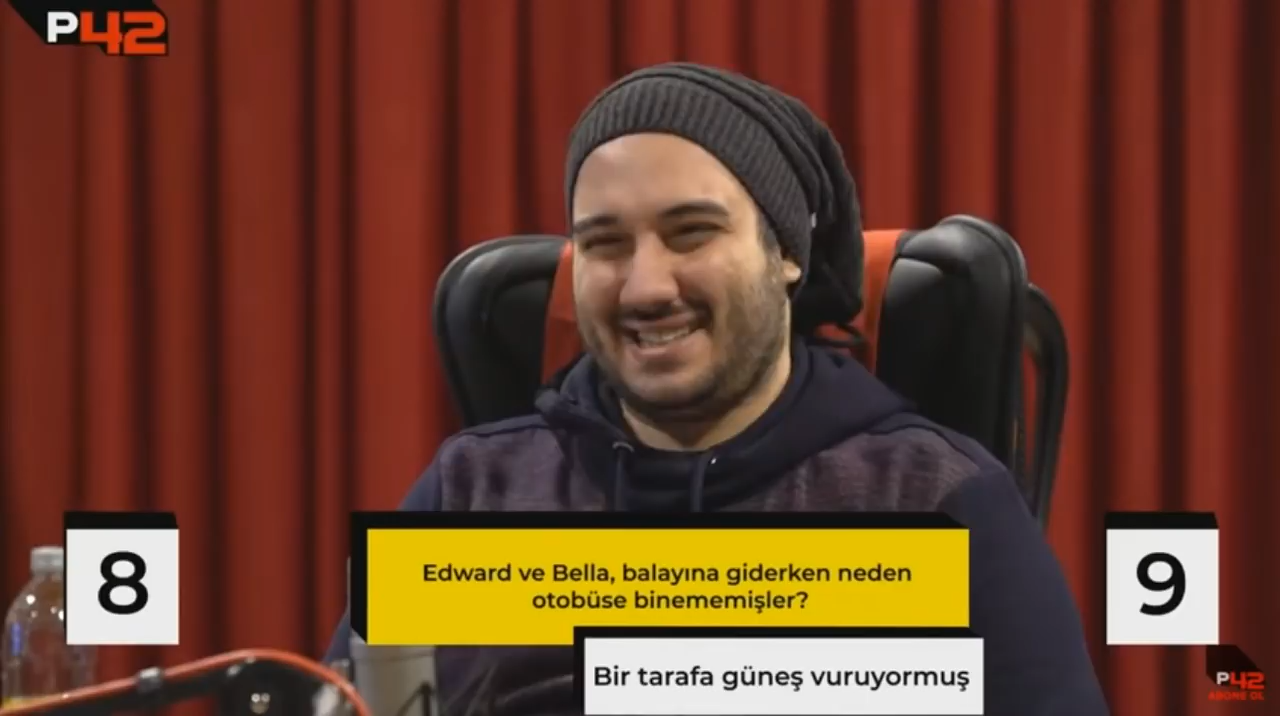 P42
8
Edward ve Bella, balayına giderken neden
otobüse binememişler?
9
Bir tarafa güneş vuruyormuş
P42
ABONE OL